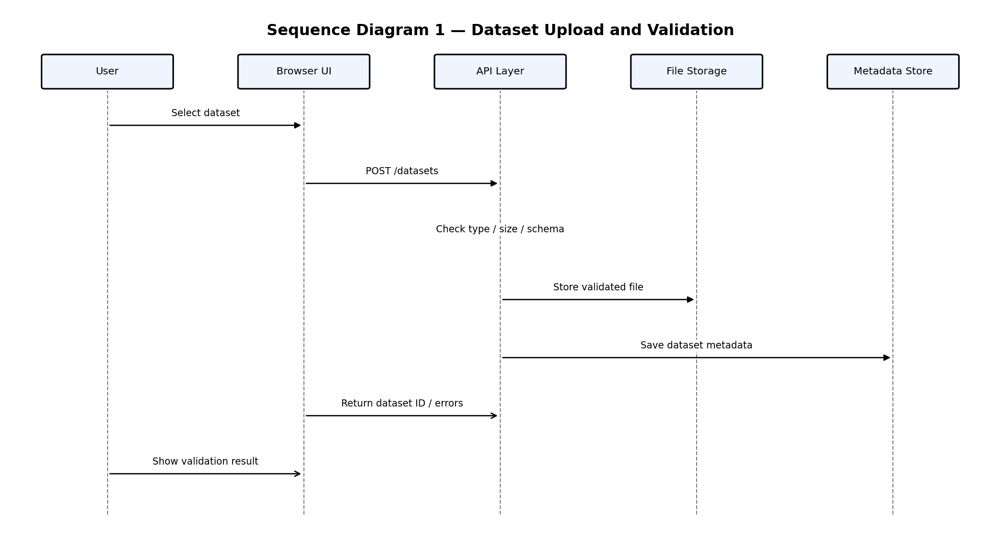 Sequence Diagram 1 — Dataset Upload and Validation
User
Browser UI
API Layer
File Storage
Metadata Store
Select dataset
POST /datasets
Check type / size / schema
Store validated file
Save dataset metadata
Return dataset ID / errors
Show validation result